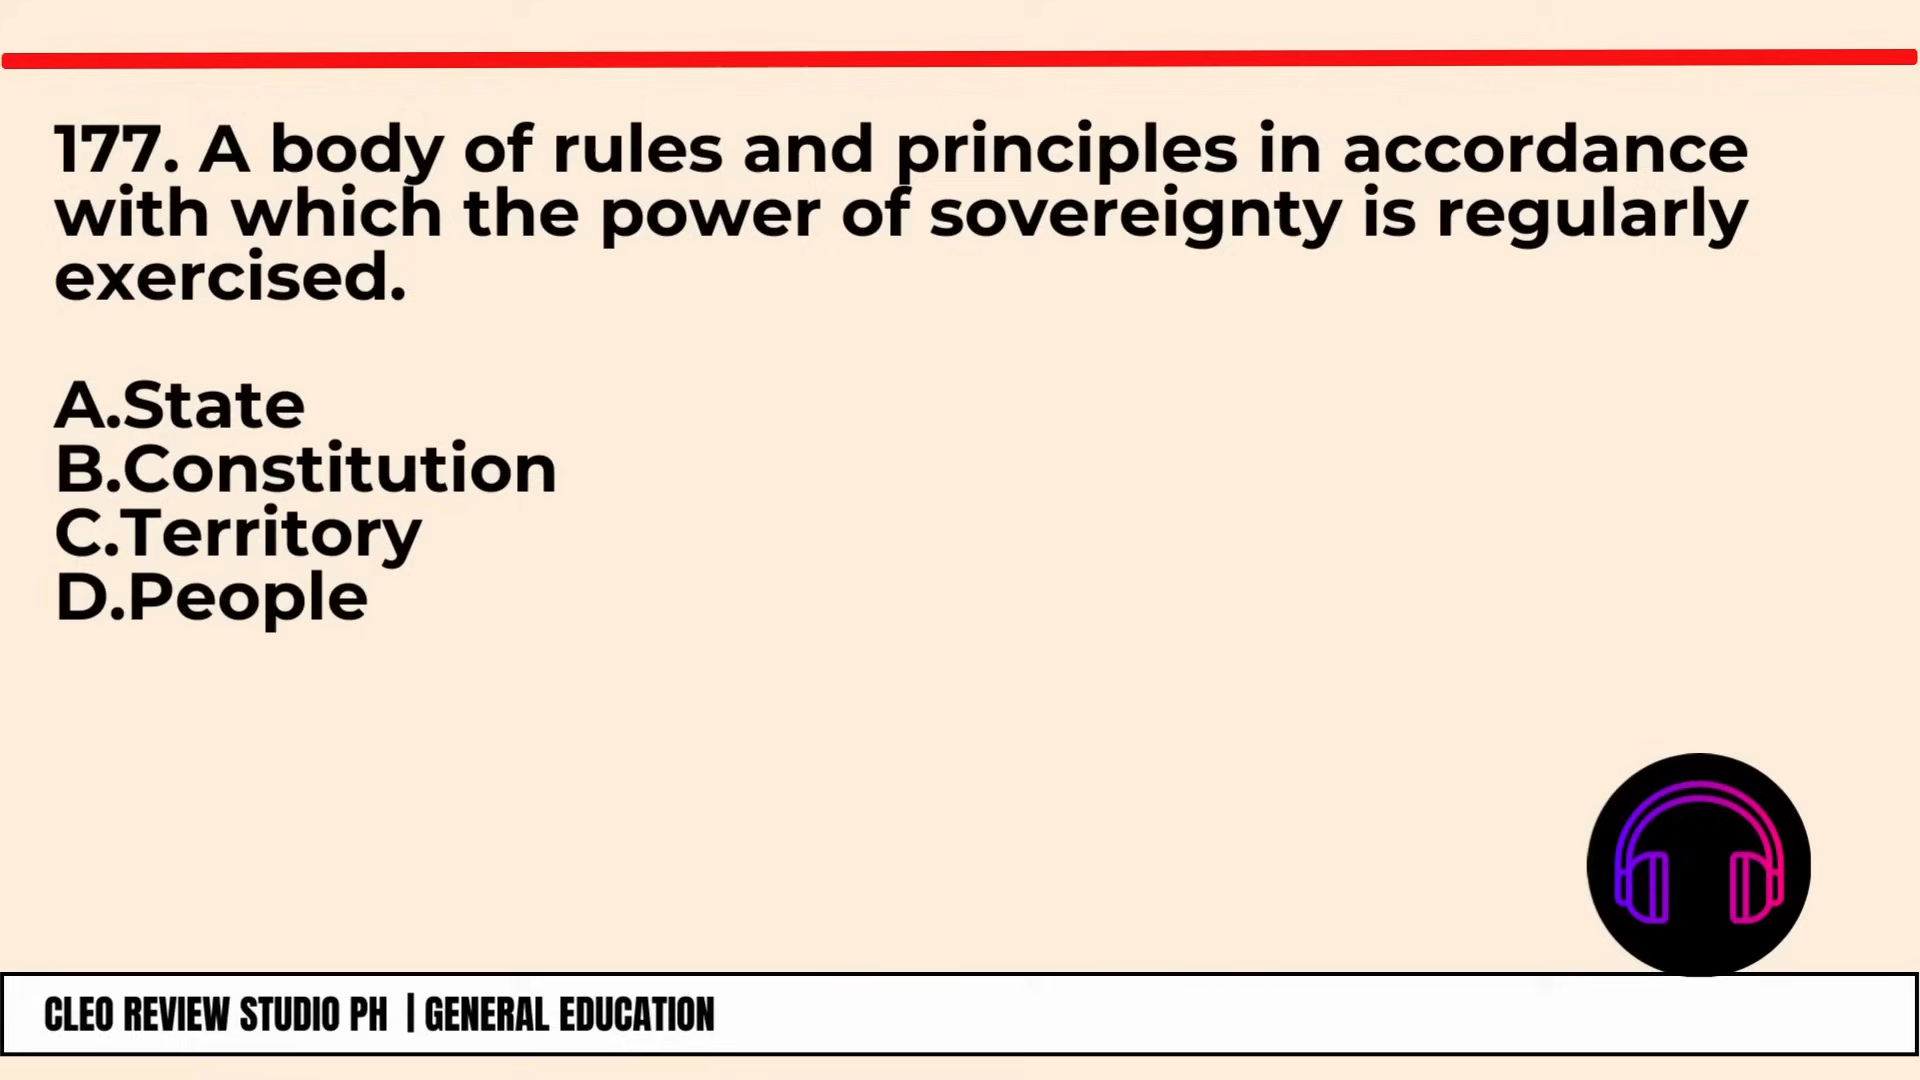 177. A body of rules and principles in accordance
with which the power of sovereignty is regularly
exercised.
A.State
B.Constitution
C.Territory
D.People
CLEO REVIEW STUDIO PH | GENERAL EDUCATION